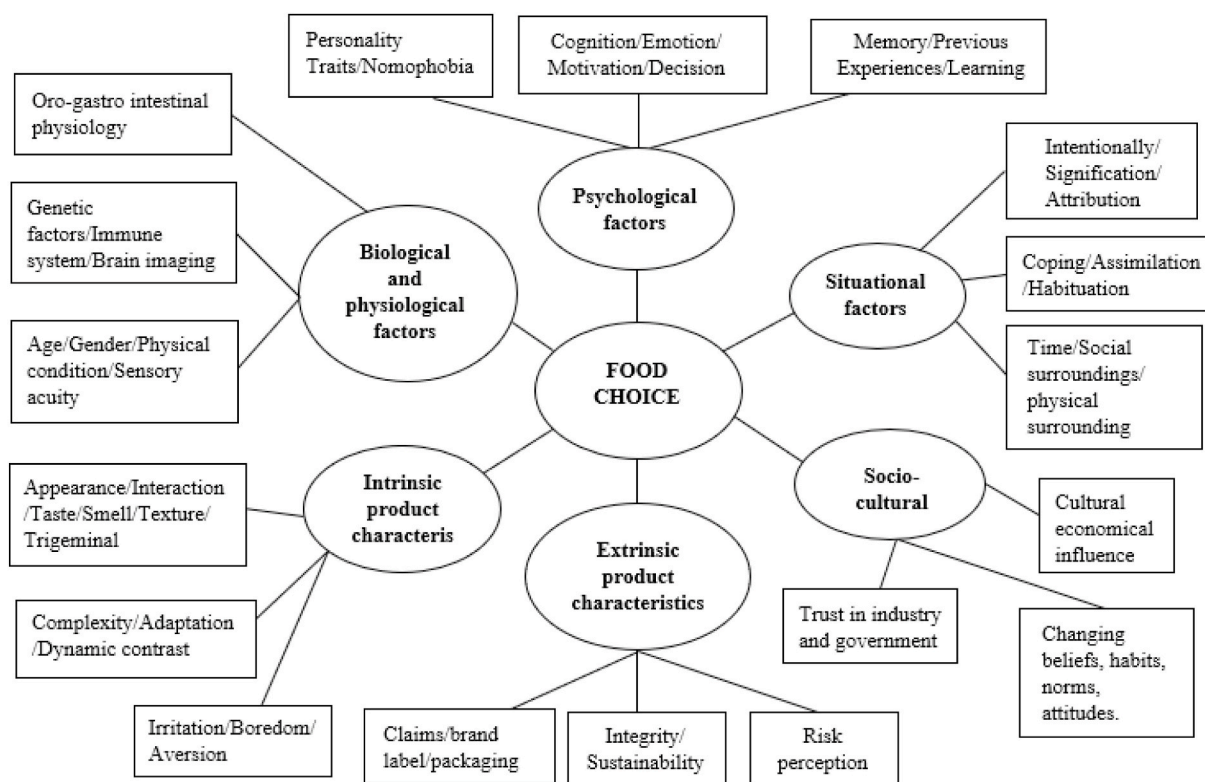 Personality
Traits/Nomophobia
Cognition/Emotion/
Motivation/Decision
Memory/Previous
Experiences/Learning
Oro-gastro intestinal
physiology
Genetic
factors/Immune
system/Brain imaging
Age/Gender/Physical
condition/Sensory
acuity
Biological
and
physiological
factors
Psychological
factors
Situational
factors
Intentionally/
Signification/
Attribution
Coping/Assimilation
/Habituation
Time/Social
surroundings/
physical
surrounding
FOOD
CHOICE
Intrinsic
product
characteris
Appearance/Interaction
/Taste/Smell/Texture/
Trigeminal
Complexity/Adaptation
/Dynamic contrast
Irritation/Boredom/
Aversion
Extrinsic
product
characteristics
Claims/brand
label/packaging
Integrity/
Sustainability
Risk
perception
Socio-
cultural
Cultural
economical
influence
Trust in industry
and government
Changing
beliefs, habits,
norms,
attitudes.